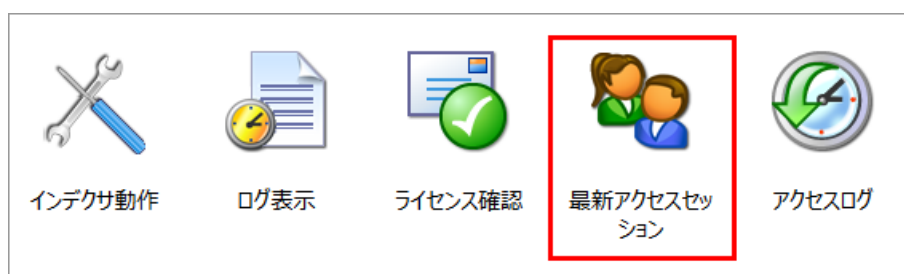 インデクサ動作
ログ表示
ライセンス確認
最新アクセスセッ
ション
アクセスログ